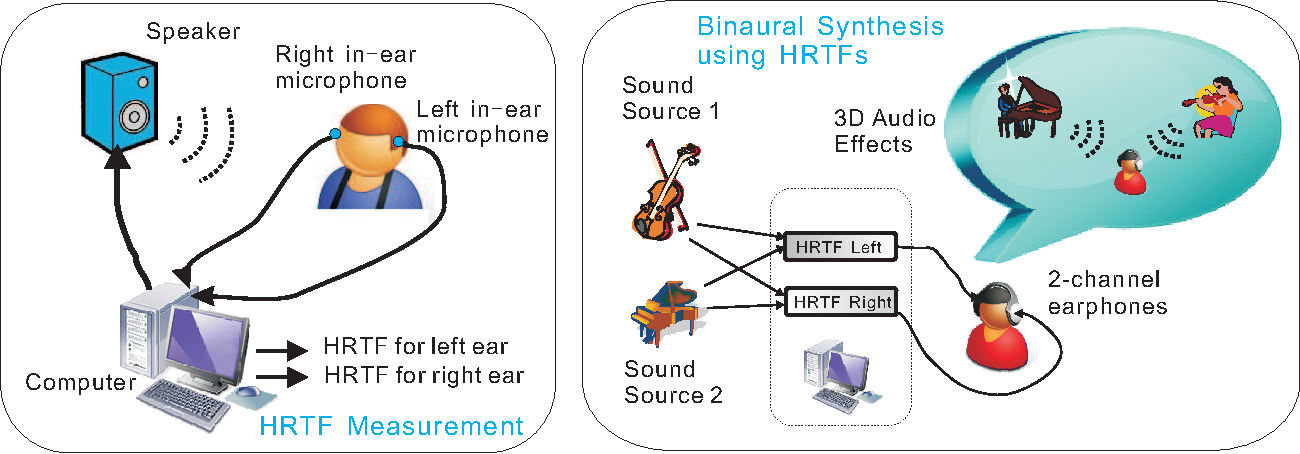 Speaker
Right in-ear
microphone
Left in-ear
microphone
Computer
HRTF for left ear
HRTF for right ear
HRTF Measurement
Binaural Synthesis
using HRTFs
Sound
Source 1
3D Audio
Effects
HRTF Left
HRTF Right
2-channel
earphones
Sound
Source 2